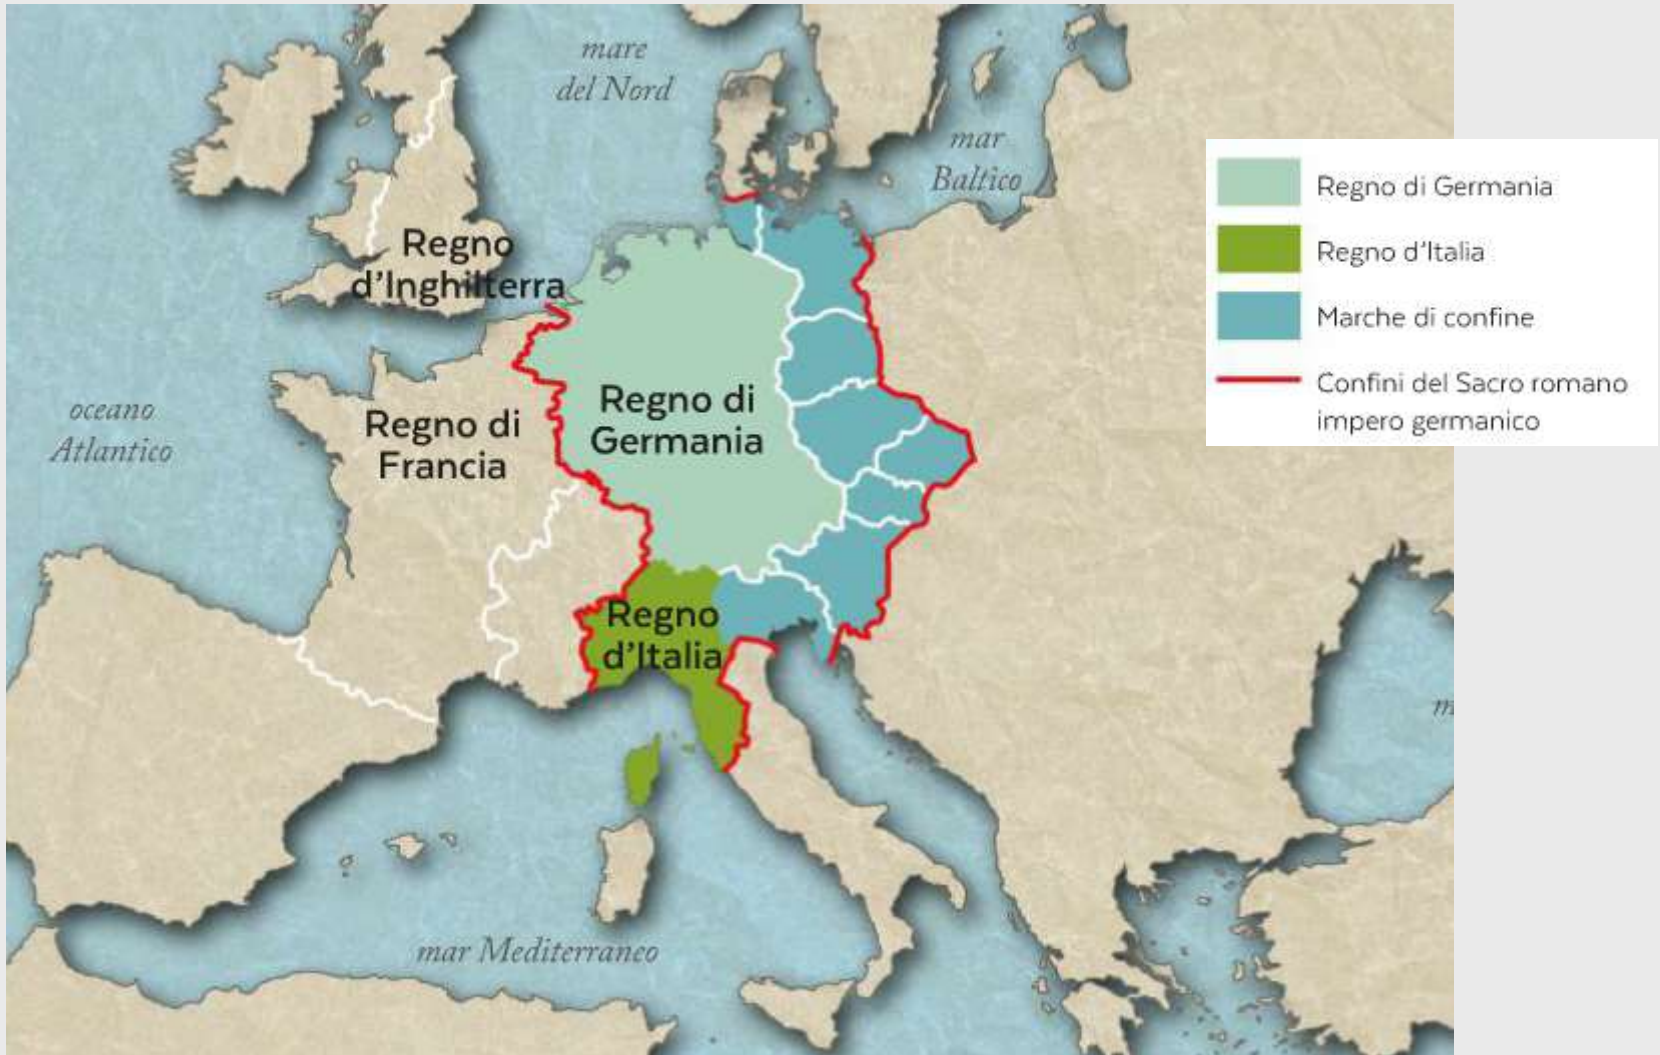 mare
del Nord
mar
Baltico
Regno
d'Inghilterra
oceano
Atlantico
Regno di
Francia
Regno di
Germania
Regno
d'Italia
mar Mediterraneo
m
Regno di Germania
Regno d'Italia
Marche di confine
Confini del Sacro romano
impero germanico